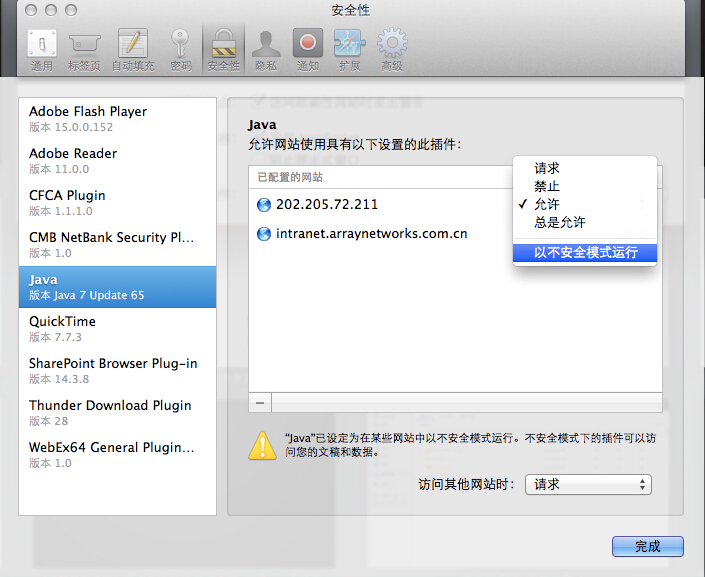 安全性
通用
标签页
自动填充
密码
安全性
隐私
通知
扩展
高级
Adobe Flash Player
版本 15.0.0.152
Adobe Reader
版本 11.0.0
CFCA Plugin
版本 1.1.1.0
CMB NetBank Security Pl...
版本 1.0
Java
版本 Java 7 Update 65
QuickTime
版本 7.7.3
SharePoint Browser Plug-in
版本 14.3.8
Thunder Download Plugin
版本 28
WebEx64 General Plugin...
版本 1.0
Java
允许网站使用具有以下设置的此插件：
已配置的网站
202.205.72.211
intranet.arraynetworks.com.cn
请求
禁止
✓ 允许
总是允许
以不安全模式运行
“Java”已设定为在某些网站中以不安全模式运行。不安全模式下的插件可以访
问您的文稿和数据。
访问其他网站时： 请求
完成